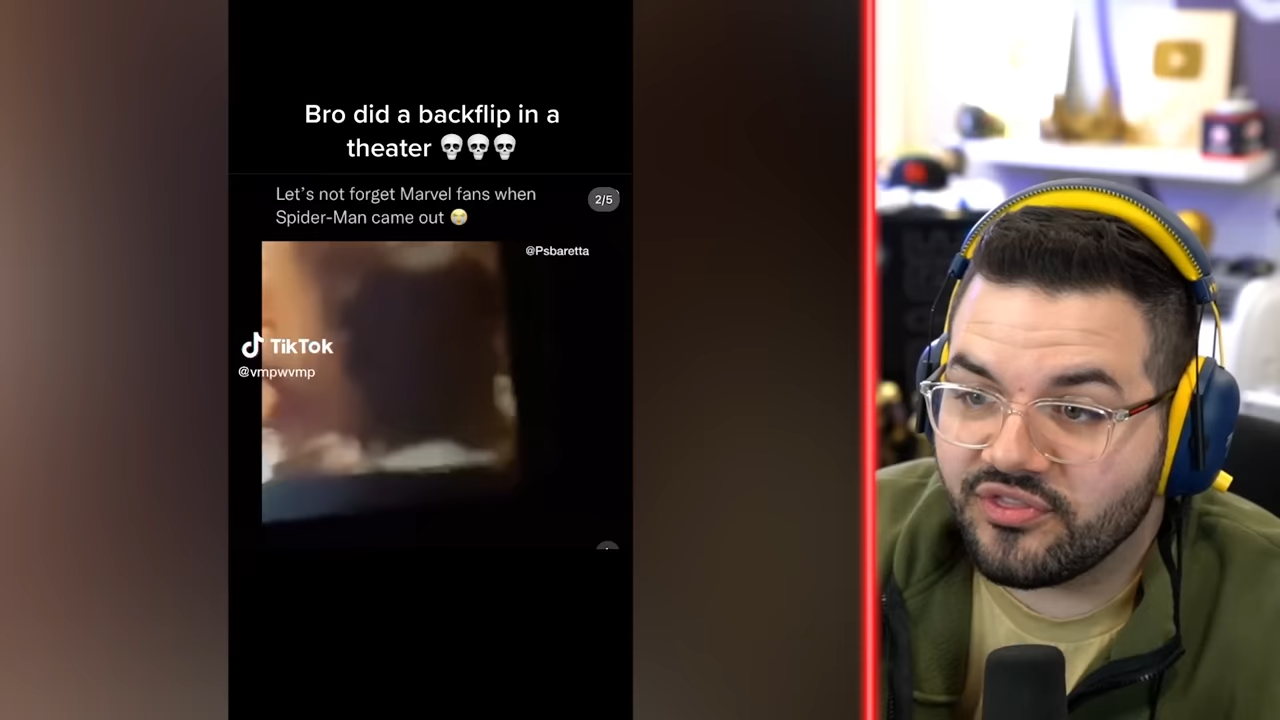 Bro did a backflip in a
theater 💀💀💀
Let's not forget Marvel fans when
Spider-Man came out 😭
2/5
@Psbaretta
TikTok
@vmpwvmp